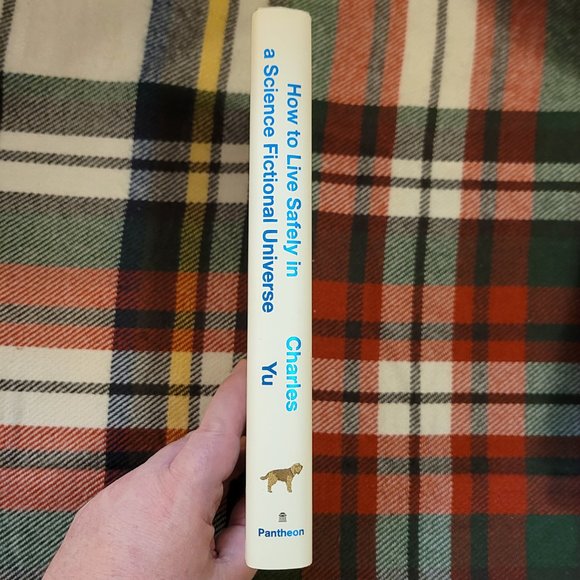 How to Live Safely in
a Science Fictional Universe
Charles
Yu
Pantheon